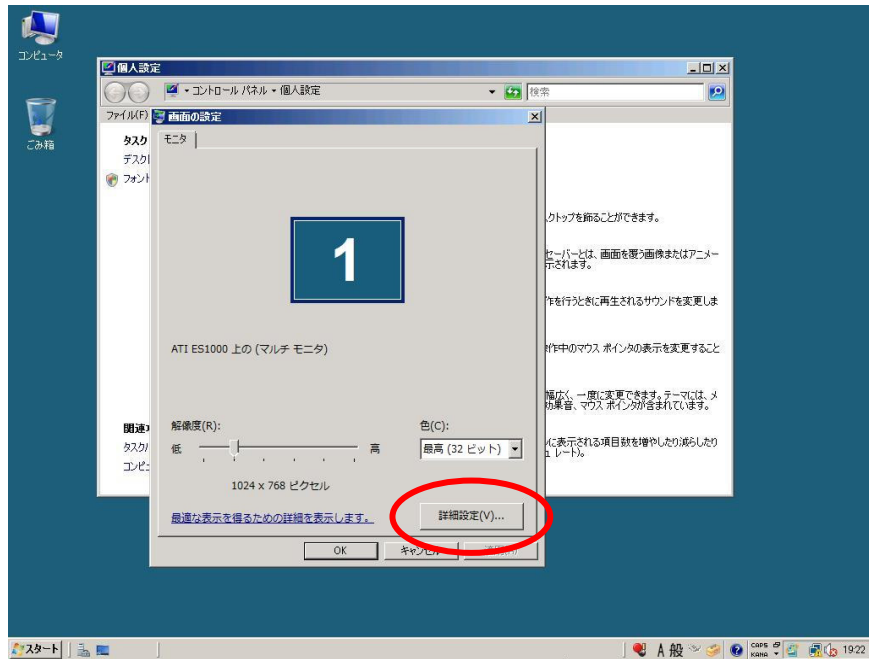 コンピュータ
ごみ箱
個人設定
コントロール パネル ・ 個人設定
検索
ファイル(F)
画面の設定
タスク
モニタ
フォント
クトップを飾ることができます。
1
セーバーとは、画面を覆う画像またはアニメー
示されます。
作を行うときに再生されるサウンドを変更しま
ATI ES1000 上の (マルチ モニタ)
作中のマウス ポインタの表示を変更すること
幅広く、一度に変更できます。テーマには、メ
効果音、マウス ポインタが含まれています。
関連
解像度(R):
色(C):
低
高
最高 (32 ビット)
に表示される項目数を増やしたり減らしたり
1024 x 768 ピクセル
最適な表示を得るための詳細を表示します。
詳細設定(V)...
OK
キャンセル
スタート
A 般
CAPS
KANA
19:22